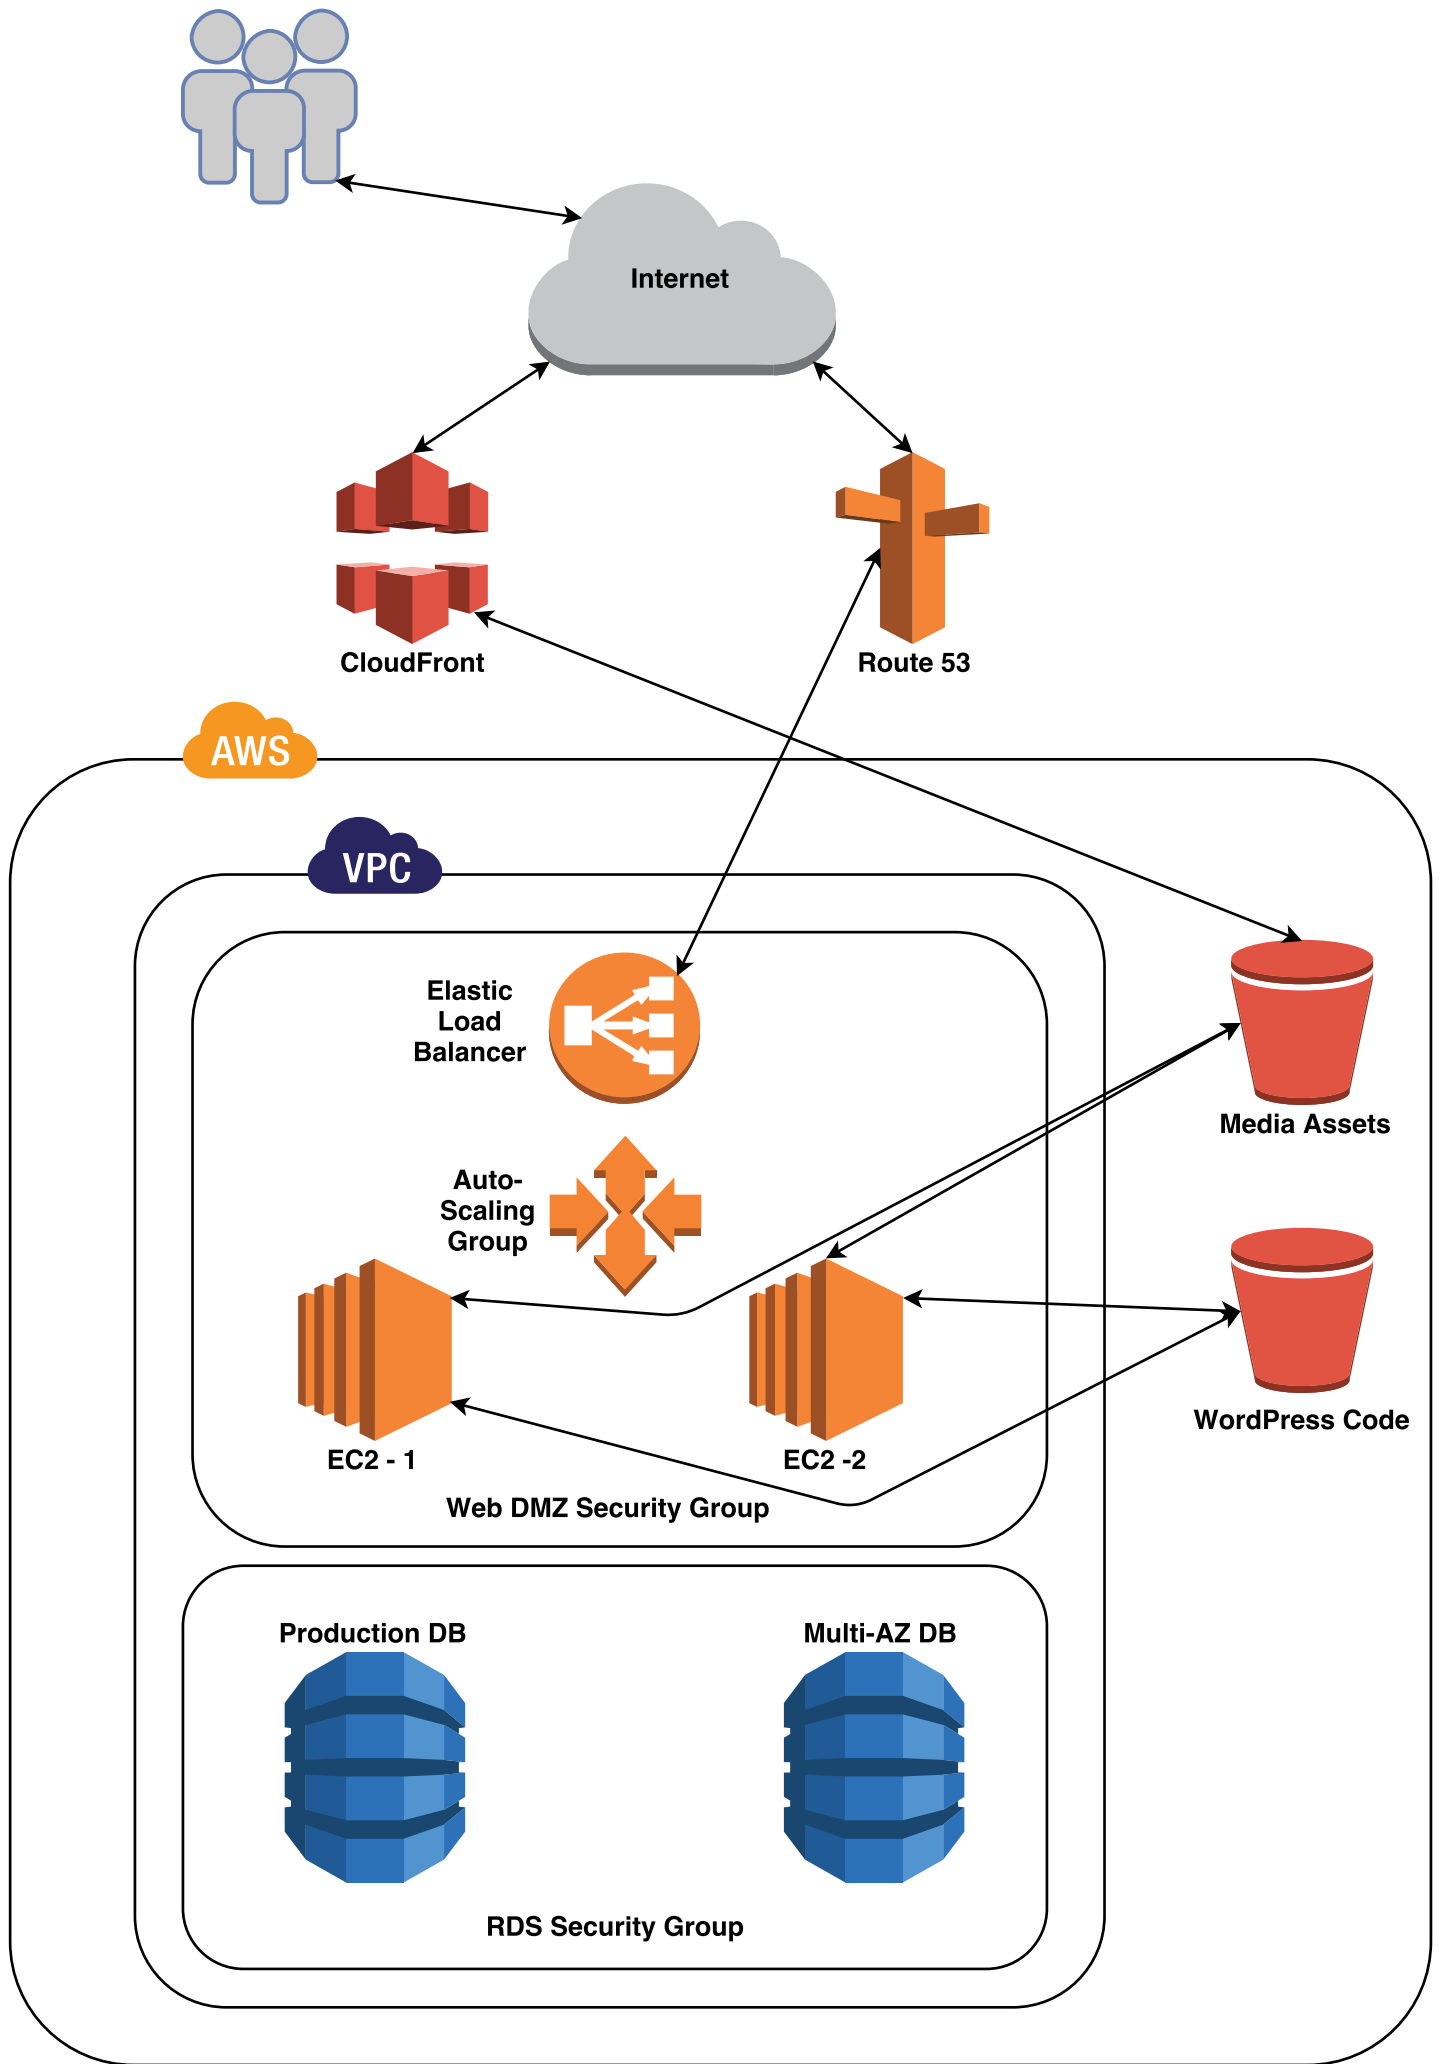 Internet
CloudFront
Route 53
AWS
VPC
Elastic
Load
Balancer
Media Assets
Auto-
Scaling
Group
WordPress Code
EC2 - 1
EC2 -2
Web DMZ Security Group
Production DB
Multi-AZ DB
RDS Security Group